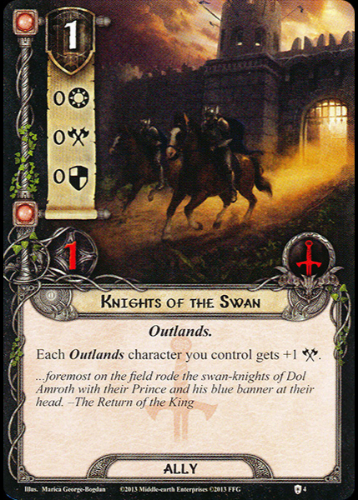 1
0
0
0
1
KNIGHTS OF THE SWAN
Outlands.
Each Outlands character you control gets +1 .
...foremost on the field rode the swan-knights of Dol
Amroth with their Prince and his blue banner at their
head. –The Return of the King
Illus. Marica George-Bogdan ©2013 Middle-earth Enterprises ©2013 FFG 4
ALLY